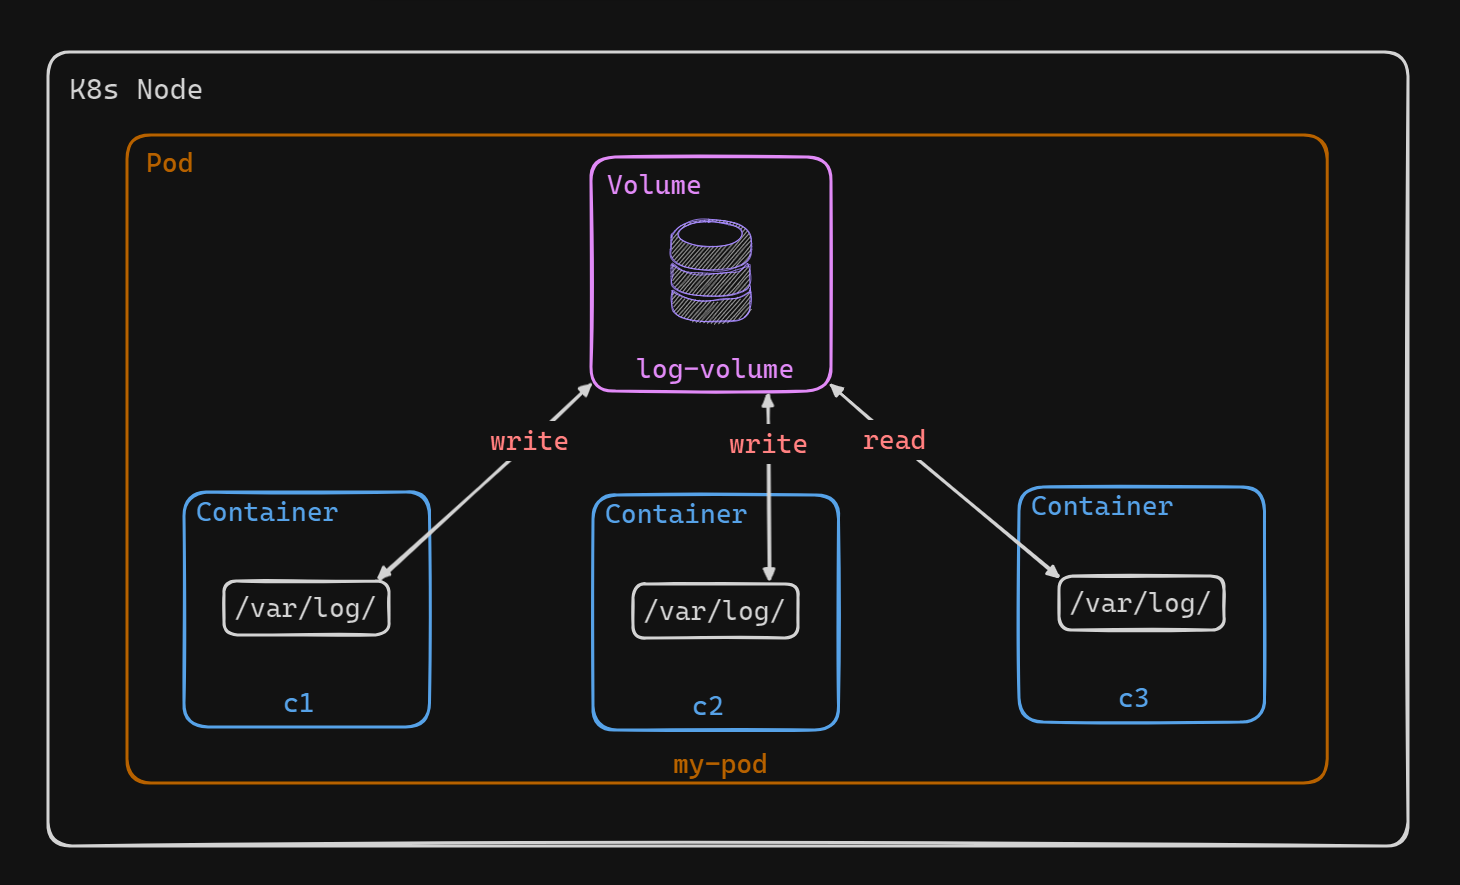 K8s Node
Pod
Volume
log-volume
write
write
read
Container
/var/log/
c1
Container
/var/log/
c2
Container
/var/log/
c3
my-pod